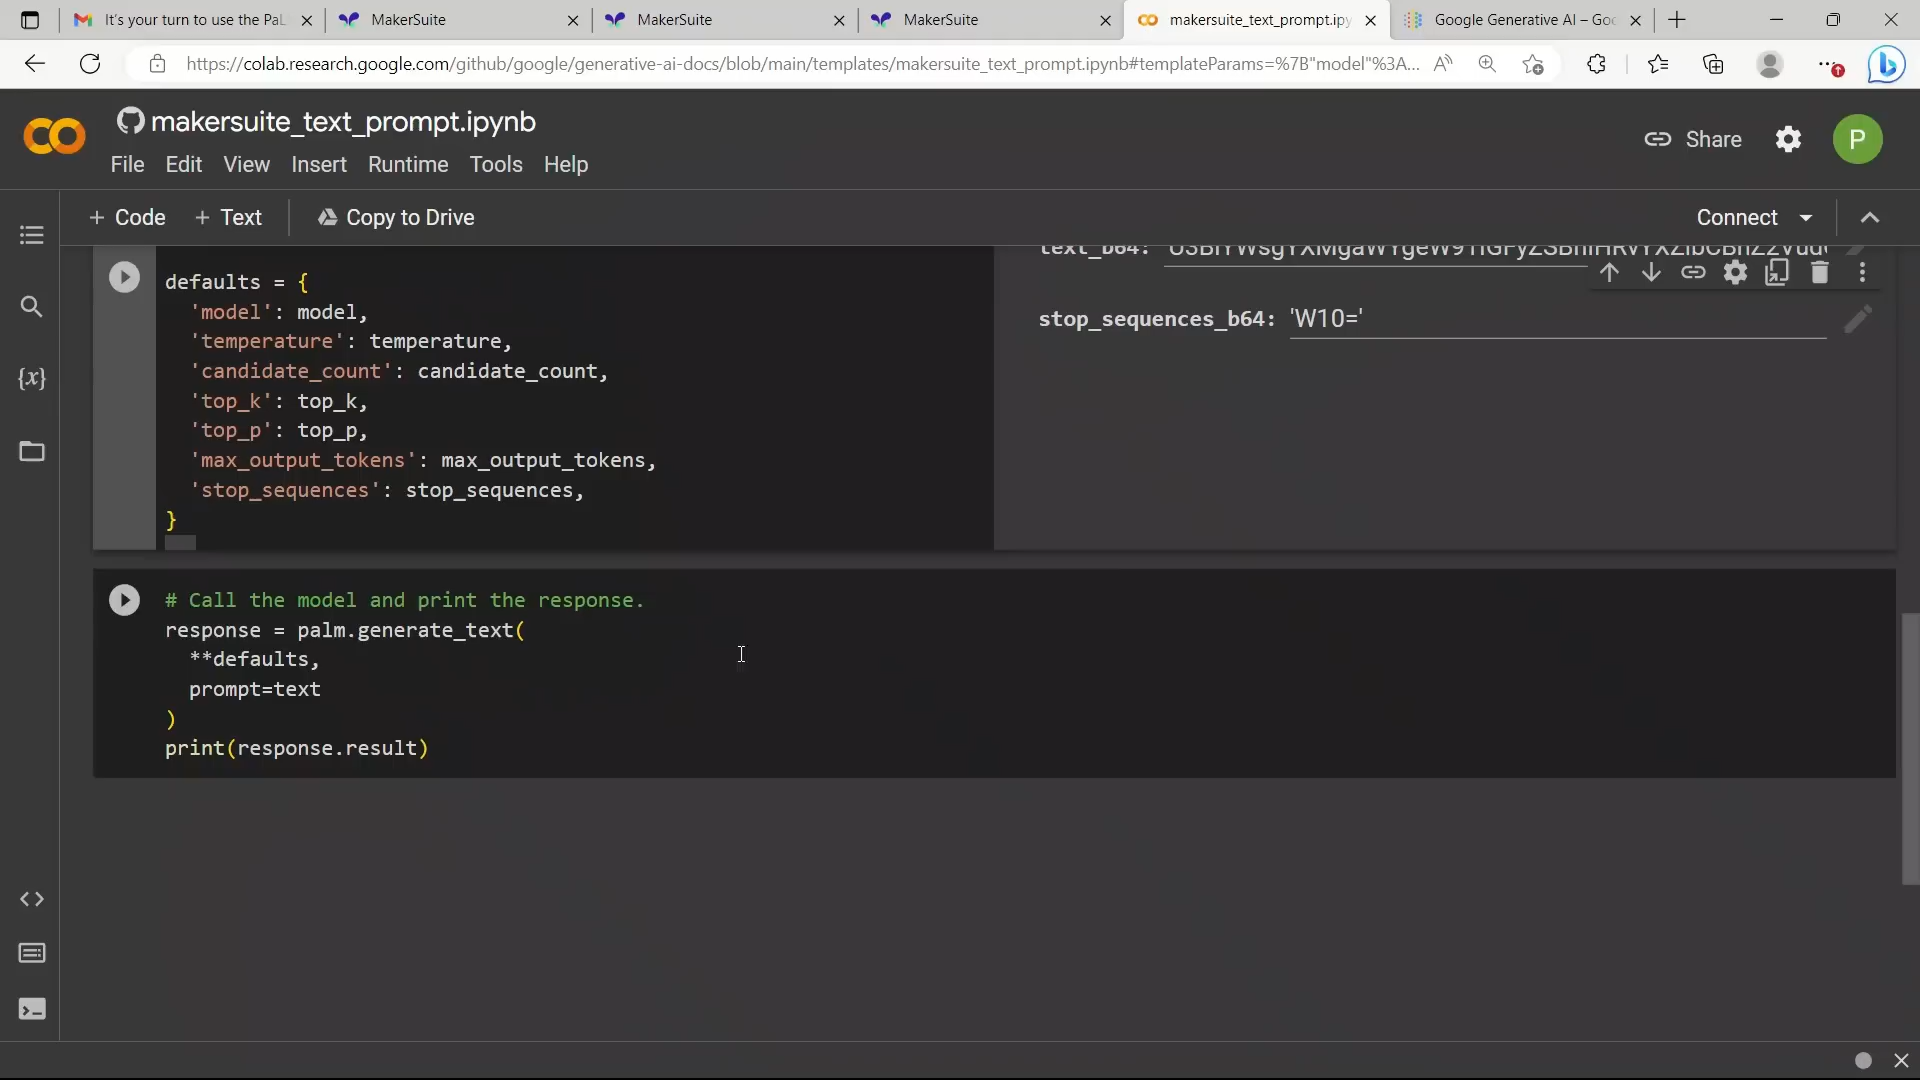 It's your turn to use the PaL
MakerSuite
MakerSuite
MakerSuite
makersuite_text_prompt.ipy
Google Generative AI – Goo
https://colab.research.google.com/github/google/generative-ai-docs/blob/main/templates/makersuite_text_prompt.ipynb#templateParams=%7B"model"%3A...
makersuite_text_prompt.ipynb
Share
P
File Edit View Insert Runtime Tools Help
+ Code + Text Copy to Drive
Connect
text_b64:
defaults = {
'model': model,
'temperature': temperature,
'candidate_count': candidate_count,
'top_k': top_k,
'top_p': top_p,
'max_output_tokens': max_output_tokens,
'stop_sequences': stop_sequences,
}
stop_sequences_b64: 'W10='
# Call the model and print the response.
response = palm.generate_text(
**defaults,
prompt=text
)
print(response.result)